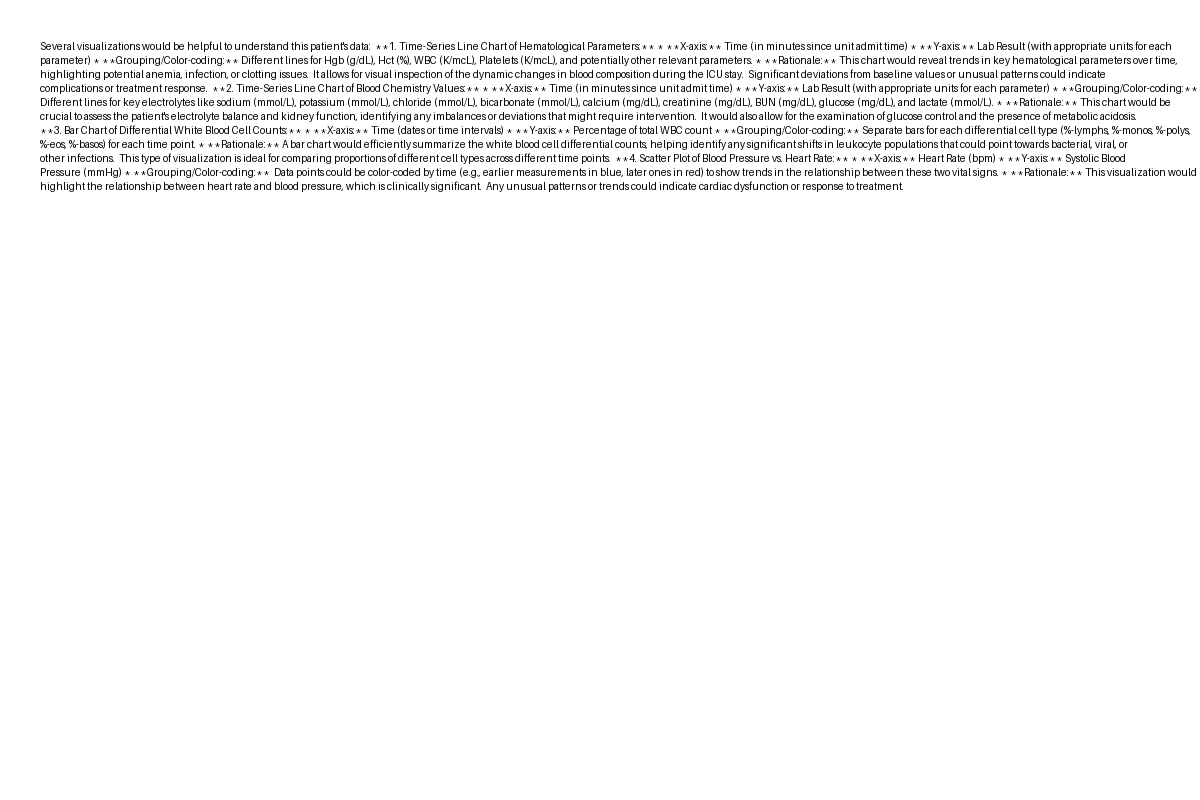 Several visualizations would be helpful to understand this patient's data:  **1. Time-Series Line Chart of Hematological Parameters:** * **X-axis:** Time (in minutes since unit admit time) * **Y-axis:** Lab Result (with appropriate units for each
parameter) * **Grouping/Color-coding:** Different lines for Hgb (g/dL), Hct (%), WBC (K/mcL), Platelets (K/mcL), and potentially other relevant parameters. * **Rationale:** This chart would reveal trends in key hematological parameters over time,
highlighting potential anemia, infection, or clotting issues.  It allows for visual inspection of the dynamic changes in blood composition during the ICU stay.  Significant deviations from baseline values or unusual patterns could indicate
complications or treatment response.  **2. Time-Series Line Chart of Blood Chemistry Values:** * **X-axis:** Time (in minutes since unit admit time) * **Y-axis:** Lab Result (with appropriate units for each parameter) * **Grouping/Color-coding:**
Different lines for key electrolytes like sodium (mmol/L), potassium (mmol/L), chloride (mmol/L), bicarbonate (mmol/L), calcium (mg/dL), creatinine (mg/dL), BUN (mg/dL), glucose (mg/dL), and lactate (mmol/L). * **Rationale:** This chart would be
crucial to assess the patient's electrolyte balance and kidney function, identifying any imbalances or deviations that might require intervention.  It would also allow for the examination of glucose control and the presence of metabolic acidosis.
**3. Bar Chart of Differential White Blood Cell Counts:** * **X-axis:** Time (dates or time intervals) * **Y-axis:** Percentage of total WBC count * **Grouping/Color-coding:** Separate bars for each differential cell type (%-lymphs, %-monos, %-polys,
%-eos, %-basos) for each time point. * **Rationale:** A bar chart would efficiently summarize the white blood cell differential counts, helping identify any significant shifts in leukocyte populations that could point towards bacterial, viral, or
other infections.  This type of visualization is ideal for comparing proportions of different cell types across different time points.  **4. Scatter Plot of Blood Pressure vs. Heart Rate:** * **X-axis:** Heart Rate (bpm) * **Y-axis:** Systolic Blood
Pressure (mmHg) * **Grouping/Color-coding:**  Data points could be color-coded by time (e.g., earlier measurements in blue, later ones in red) to show trends in the relationship between these two vital signs. * **Rationale:** This visualization would
highlight the relationship between heart rate and blood pressure, which is clinically significant.  Any unusual patterns or trends could indicate cardiac dysfunction or response to treatment.